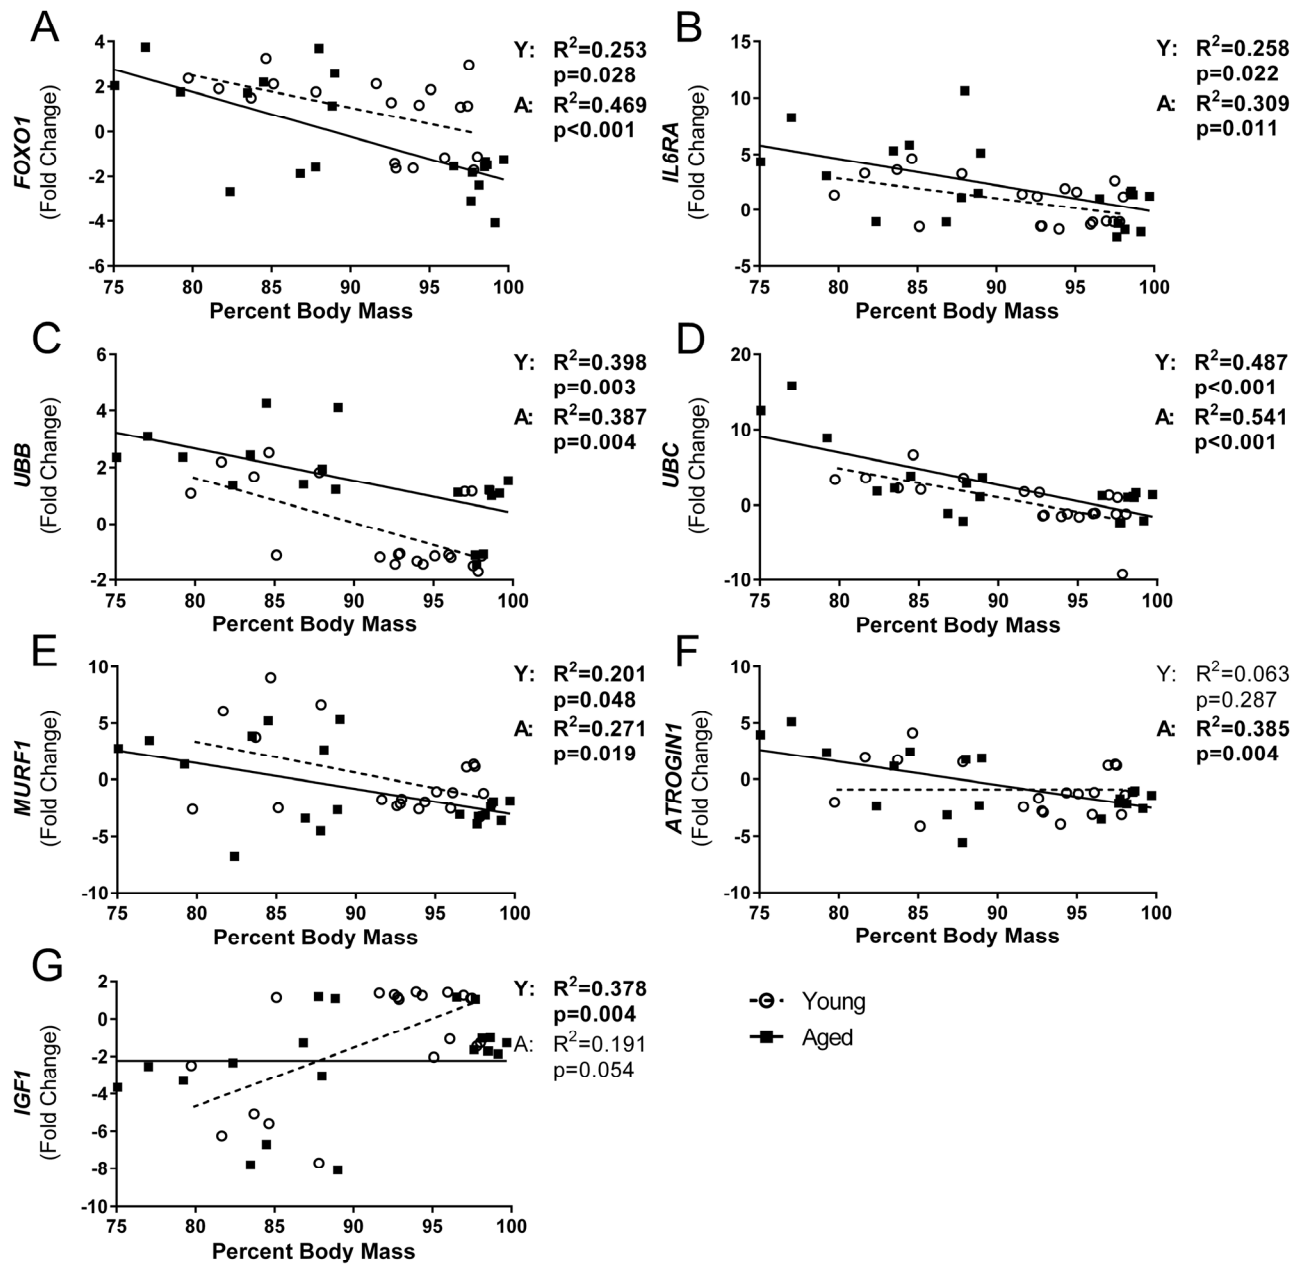 A
FOXO1
(Fold Change)
4
2
0
-2
-4
-6
75 80 85 90 95 100
Percent Body Mass
Y: R²=0.253
p=0.028
A: R²=0.469
p<0.001
B
IL6RA
(Fold Change)
15
10
5
0
-5
75 80 85 90 95 100
Percent Body Mass
Y: R²=0.258
p=0.022
A: R²=0.309
p=0.011
C
UBB
(Fold Change)
6
4
2
0
-2
75 80 85 90 95 100
Percent Body Mass
Y: R²=0.398
p=0.003
A: R²=0.387
p=0.004
D
UBC
(Fold Change)
20
10
0
-10
75 80 85 90 95 100
Percent Body Mass
Y: R²=0.487
p<0.001
A: R²=0.541
p<0.001
E
MURF1
(Fold Change)
10
5
0
-5
-10
75 80 85 90 95 100
Percent Body Mass
Y: R²=0.201
p=0.048
A: R²=0.271
p=0.019
F
ATROGIN1
(Fold Change)
10
5
0
-5
-10
75 80 85 90 95 100
Percent Body Mass
Y: R²=0.063
p=0.287
A: R²=0.385
p=0.004
G
IGF1
(Fold Change)
2
0
-2
-4
-6
-8
-10
75 80 85 90 95 100
Percent Body Mass
Y: R²=0.378
p=0.004
A: R²=0.191
p=0.054
Young
Aged